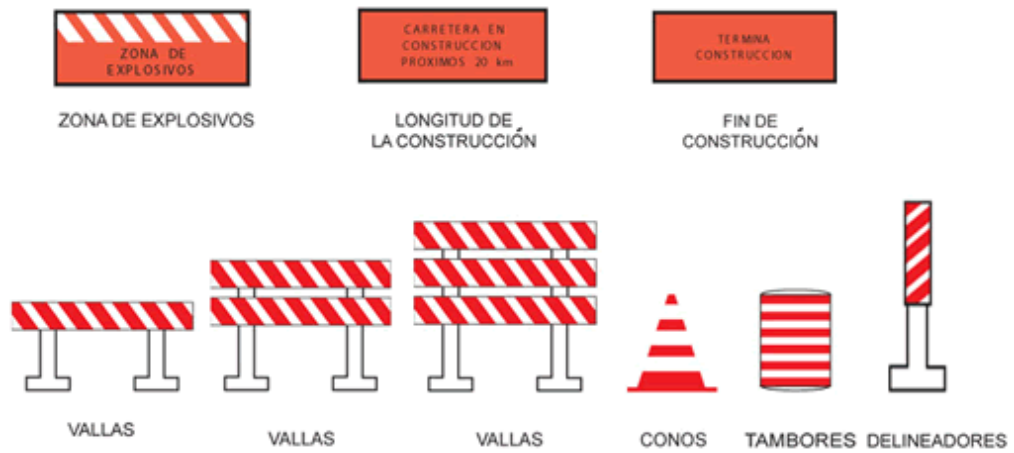 ZONA DE
EXPLOSIVOS
CARRETERA EN
CONSTRUCCION
PROXIMOS 20 km
TERMINA
CONSTRUCCION
ZONA DE EXPLOSIVOS
LONGITUD DE
LA CONSTRUCCIÓN
FIN DE
CONSTRUCCIÓN
VALLAS
VALLAS
VALLAS
CONOS
TAMBORES
DELINEADORES